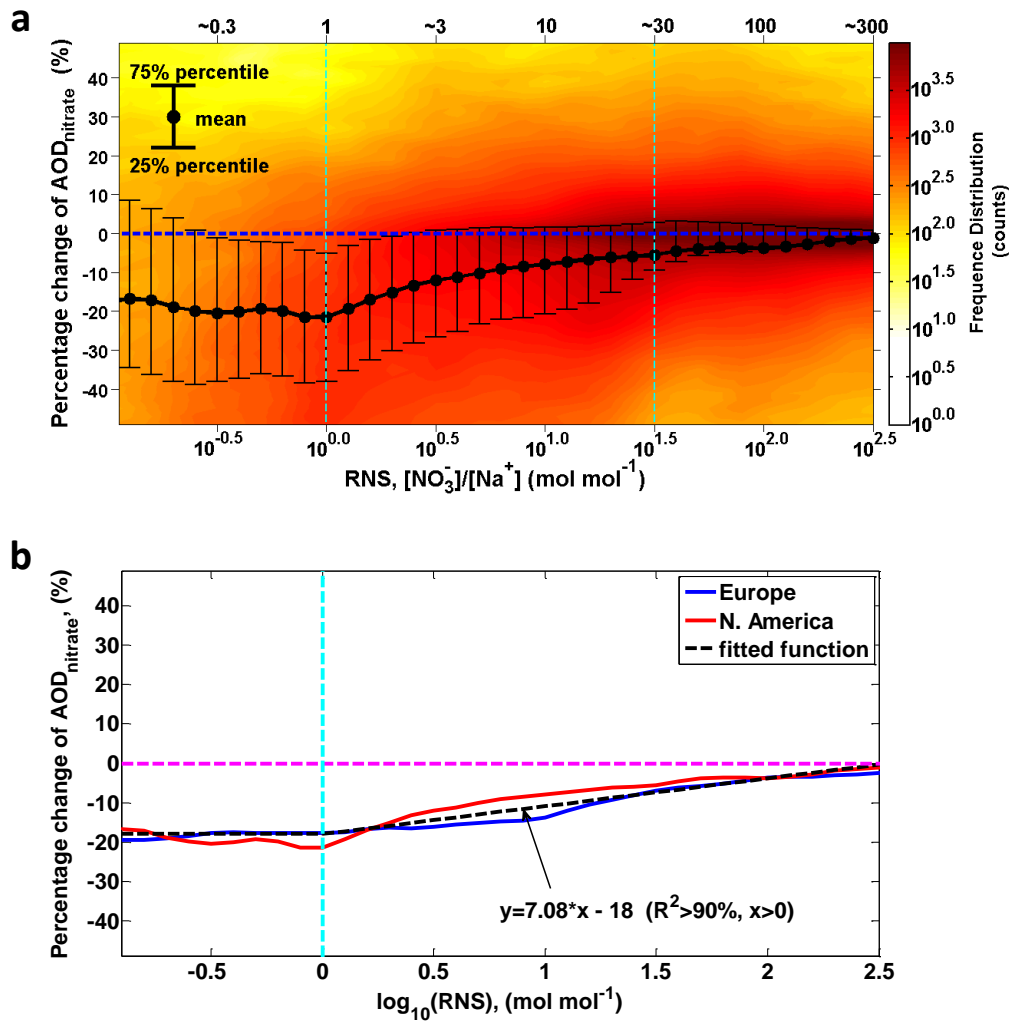 a
~0.3 1 ~3 10 ~30 100 ~300
Percentage change of AOD_nitrate (%)
40
30
20
10
0
-10
-20
-30
-40
75% percentile
mean
25% percentile
10^-0.5 10^0.0 10^0.5 10^1.0 10^1.5 10^2.0 10^2.5
RNS, [NO3^-]/[Na^+] (mol mol^-1)
10^3.5
10^3.0
10^2.5
10^2.0
10^1.5
10^1.0
10^0.5
10^0.0
Frequence Distribution
(counts)
b
Percentage change of AOD_nitrate, (%)
40
30
20
10
0
-10
-20
-30
-40
Europe
N. America
fitted function
y=7.08*x - 18 (R^2>90%, x>0)
-0.5 0 0.5 1 1.5 2 2.5
log_10(RNS), (mol mol^-1)